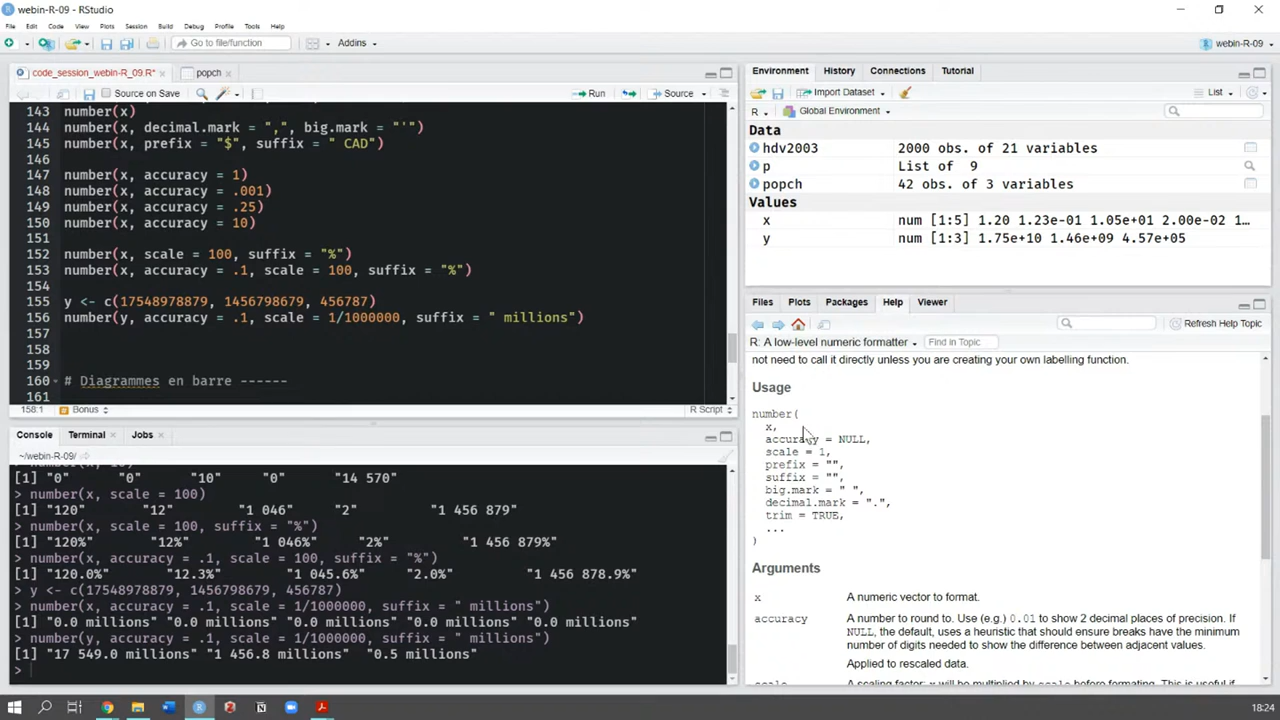 webin-R-09 - RStudio
File Edit Code View Plots Session Build Debug Profile Tools Help
Go to file/function
Addins
webin-R-09
code_session_webin-R_09.R*
popch
Source on Save
Run
Source
143 number(x)
144 number(x, decimal.mark = ",", big.mark = "'")
145 number(x, prefix = "$", suffix = " CAD")
146
147 number(x, accuracy = 1)
148 number(x, accuracy = .001)
149 number(x, accuracy = .25)
150 number(x, accuracy = 10)
151
152 number(x, scale = 100, suffix = "%")
153 number(x, accuracy = .1, scale = 100, suffix = "%")
154
155 y <- c(17548978879, 1456798679, 456787)
156 number(y, accuracy = .1, scale = 1/1000000, suffix = " millions")
157
158
159
160 # Diagrammes en barre ------
161
158:1 Bonus R Script
Console Terminal Jobs
~/webin-R-09/
[1] "0" "0" "10" "0" "14 570"
> number(x, scale = 100)
[1] "120" "12" "1 046" "2" "1 456 879"
> number(x, scale = 100, suffix = "%")
[1] "120%" "12%" "1 046%" "2%" "1 456 879%"
> number(x, accuracy = .1, scale = 100, suffix = "%")
[1] "120.0%" "12.3%" "1 045.6%" "2.0%" "1 456 878.9%"
> y <- c(17548978879, 1456798679, 456787)
> number(x, accuracy = .1, scale = 1/1000000, suffix = " millions")
[1] "0.0 millions" "0.0 millions" "0.0 millions" "0.0 millions" "0.0 millions"
> number(y, accuracy = .1, scale = 1/1000000, suffix = " millions")
[1] "17 549.0 millions" "1 456.8 millions" "0.5 millions"
>
Environment History Connections Tutorial
Import Dataset
List
R Global Environment
Data
hdv2003 2000 obs. of 21 variables
p List of 9
popch 42 obs. of 3 variables
Values
x num [1:5] 1.20 1.23e-01 1.05e+01 2.00e-02 1…
y num [1:3] 1.75e+10 1.46e+09 4.57e+05
Files Plots Packages Help Viewer
Refresh Help Topic
R: A low-level numeric formatter
Find in Topic
not need to call it directly unless you are creating your own labelling function.
Usage
number(
x,
accuracy = NULL,
scale = 1,
prefix = "",
suffix = "",
big.mark = " ",
decimal.mark = ".",
trim = TRUE,
...
)
Arguments
x A numeric vector to format.
accuracy A number to round to. Use (e.g.) 0.01 to show 2 decimal places of precision. If
NULL, the default, uses a heuristic that should ensure breaks have the minimum
number of digits needed to show the difference between adjacent values.
Applied to rescaled data.
scale A scaling factor: x will be multiplied by scale before formating. This is useful if
18:24